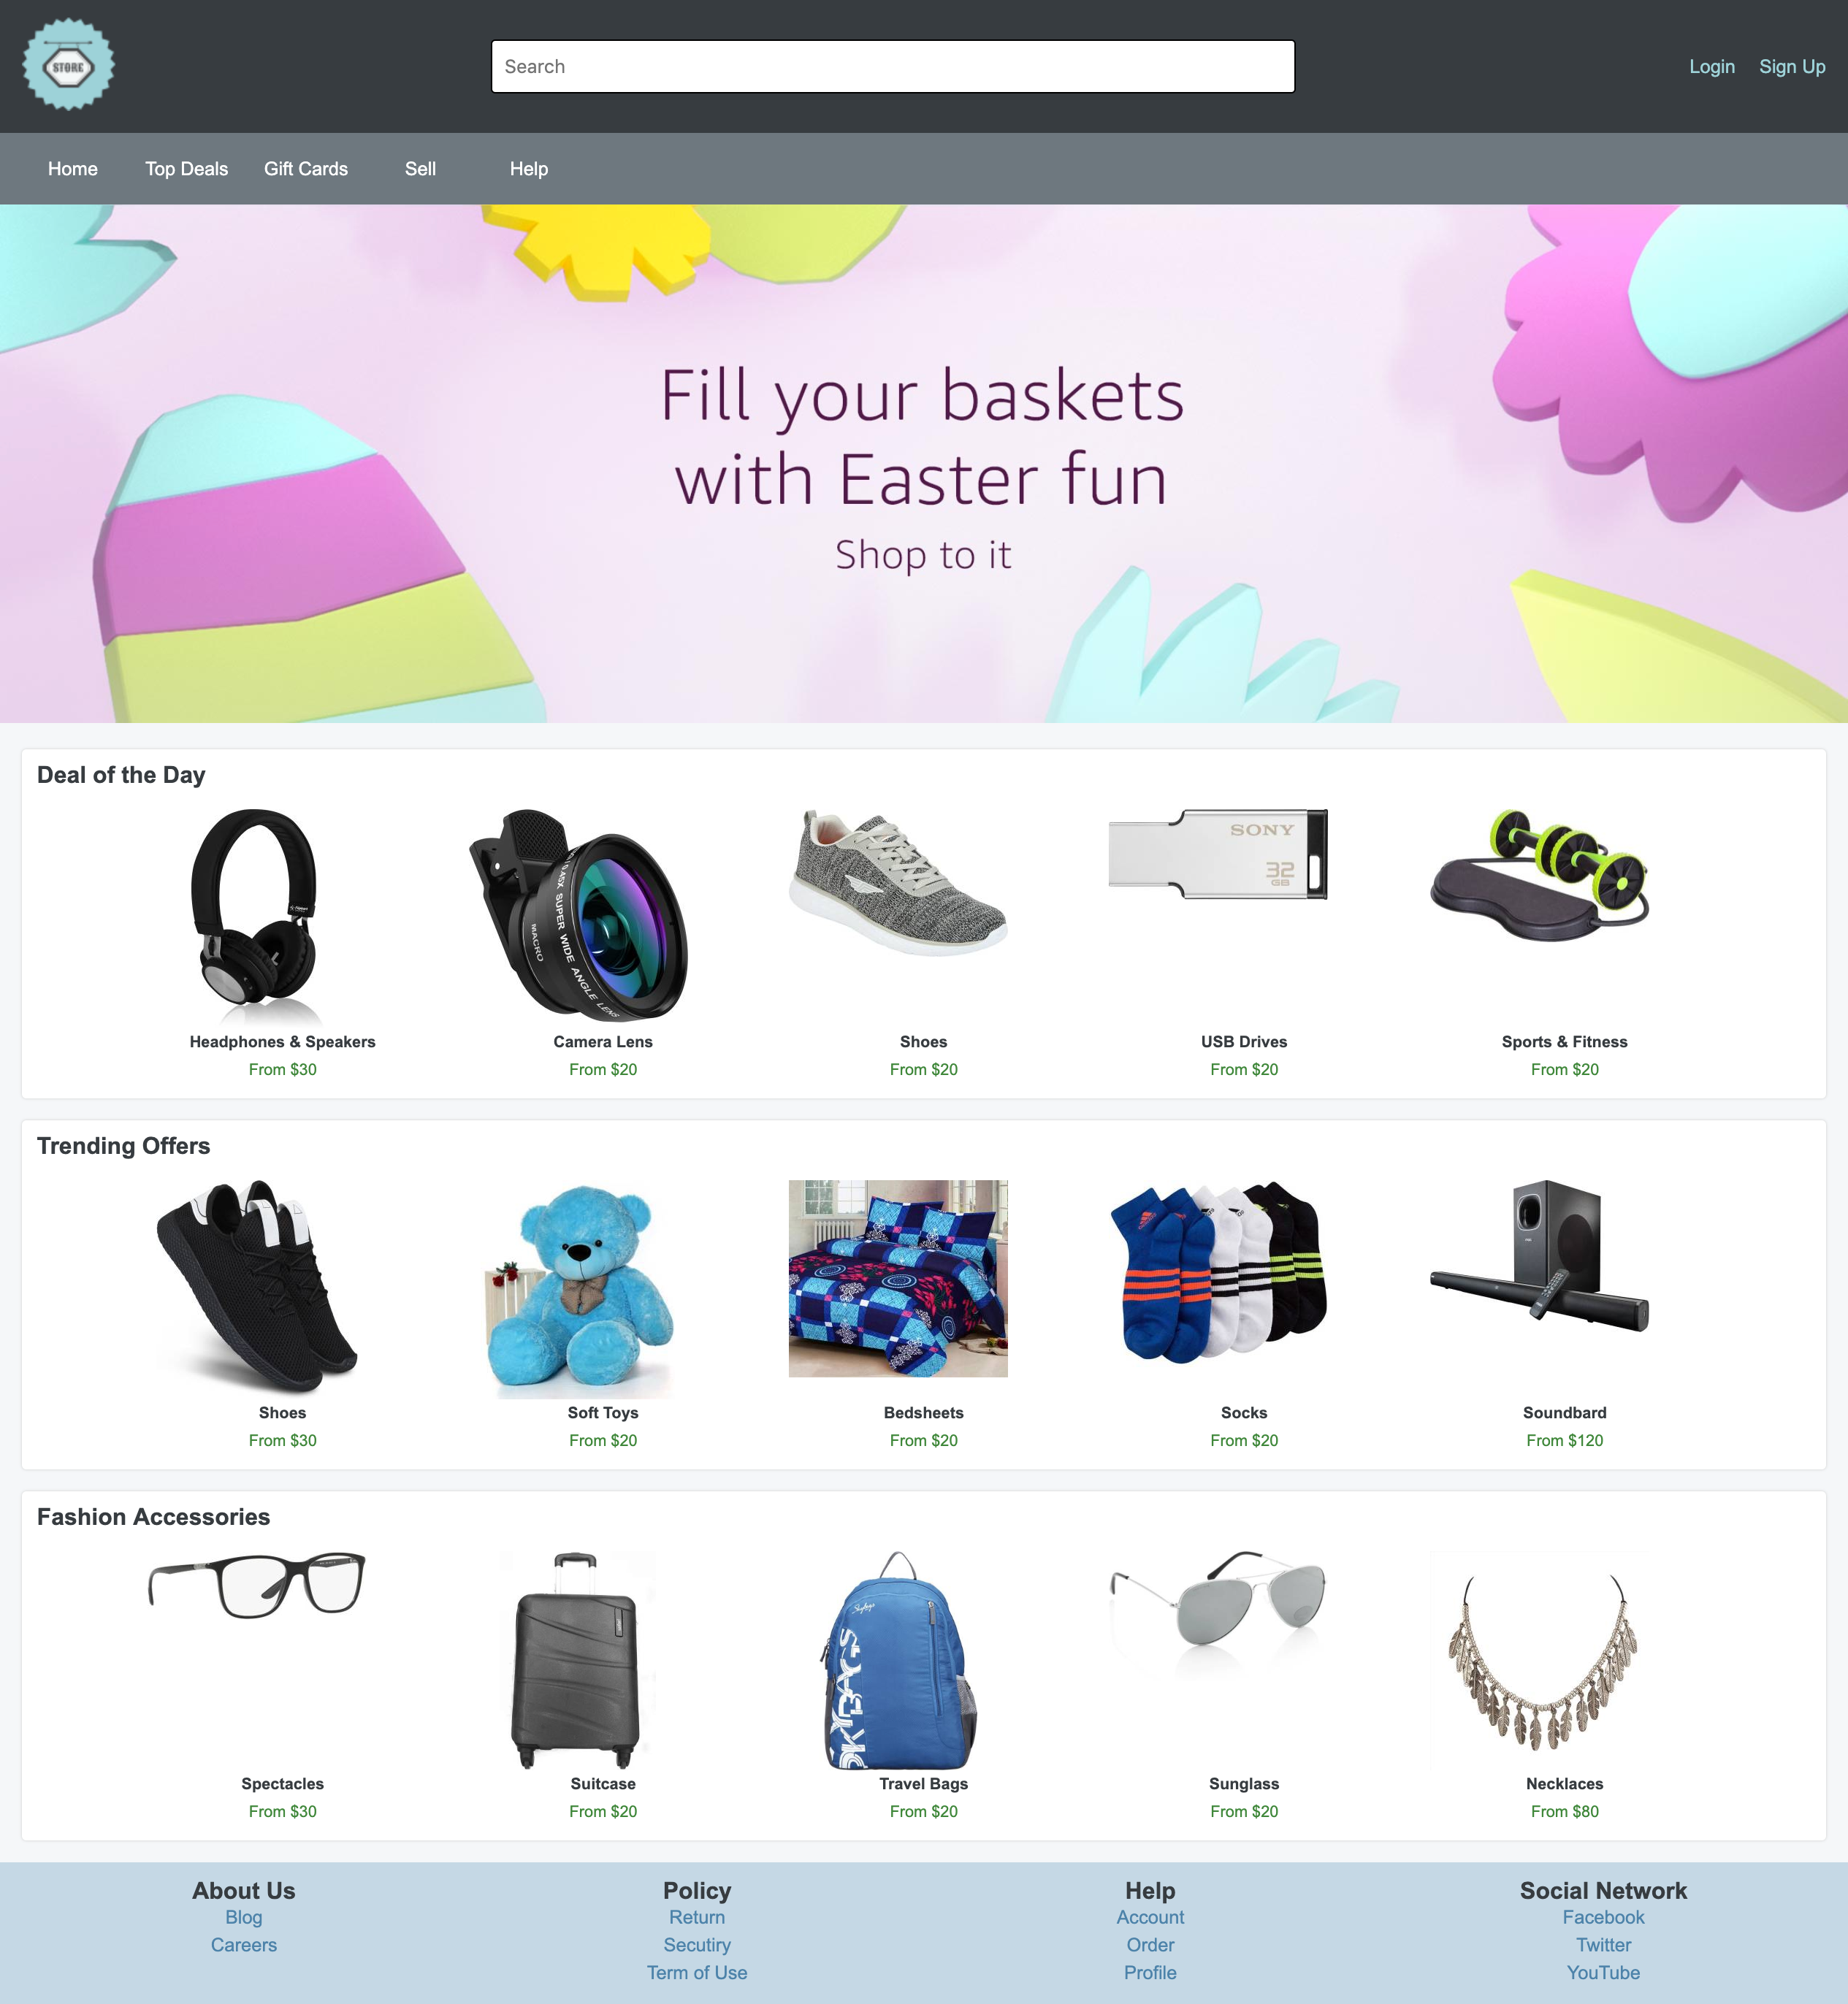 STORE
Search
Login Sign Up
Home Top Deals Gift Cards Sell Help
Fill your baskets
with Easter fun
Shop to it
Deal of the Day
0.45X SUPER WIDE ANGLE LENS
MACRO
SONY
32
GB
Headphones & Speakers Camera Lens Shoes USB Drives Sports & Fitness
From $30 From $20 From $20 From $20 From $20
Trending Offers
Shoes Soft Toys Bedsheets Socks Soundbard
From $30 From $20 From $20 From $20 From $120
Fashion Accessories
Skybags
Spectacles Suitcase Travel Bags Sunglass Necklaces
From $30 From $20 From $20 From $20 From $80
About Us Policy Help Social Network
Blog Return Account Facebook
Careers Secutiry Order Twitter
Term of Use Profile YouTube